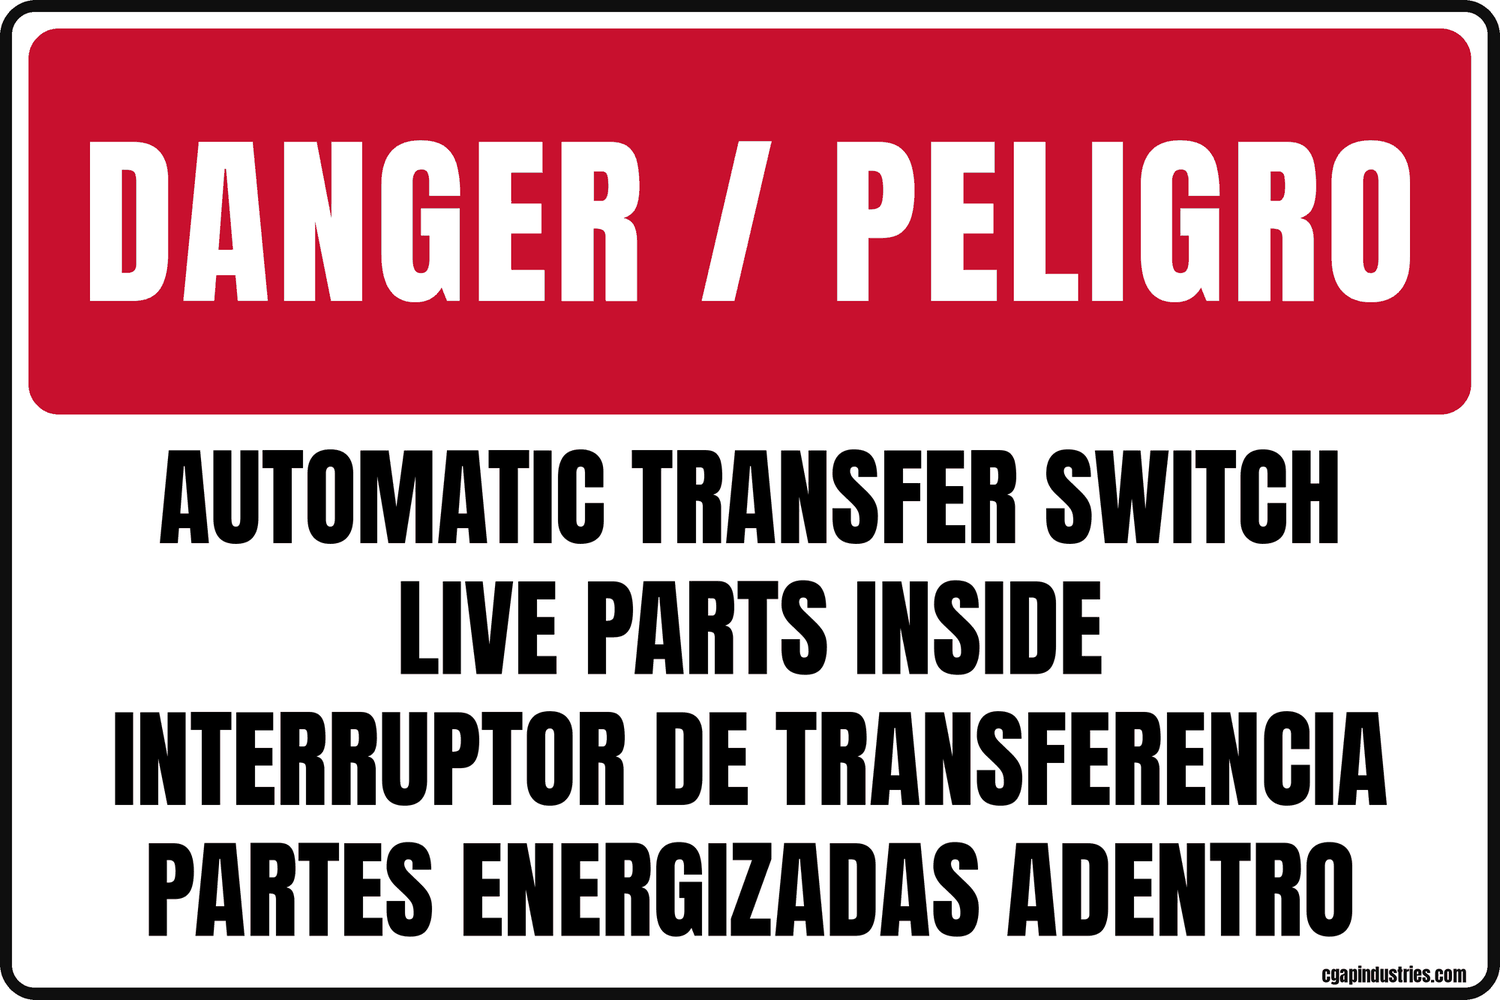 DANGER / PELIGRO
AUTOMATIC TRANSFER SWITCH
LIVE PARTS INSIDE
INTERRUPTOR DE TRANSFERENCIA
PARTES ENERGIZADAS ADENTRO
cgapindustries.com